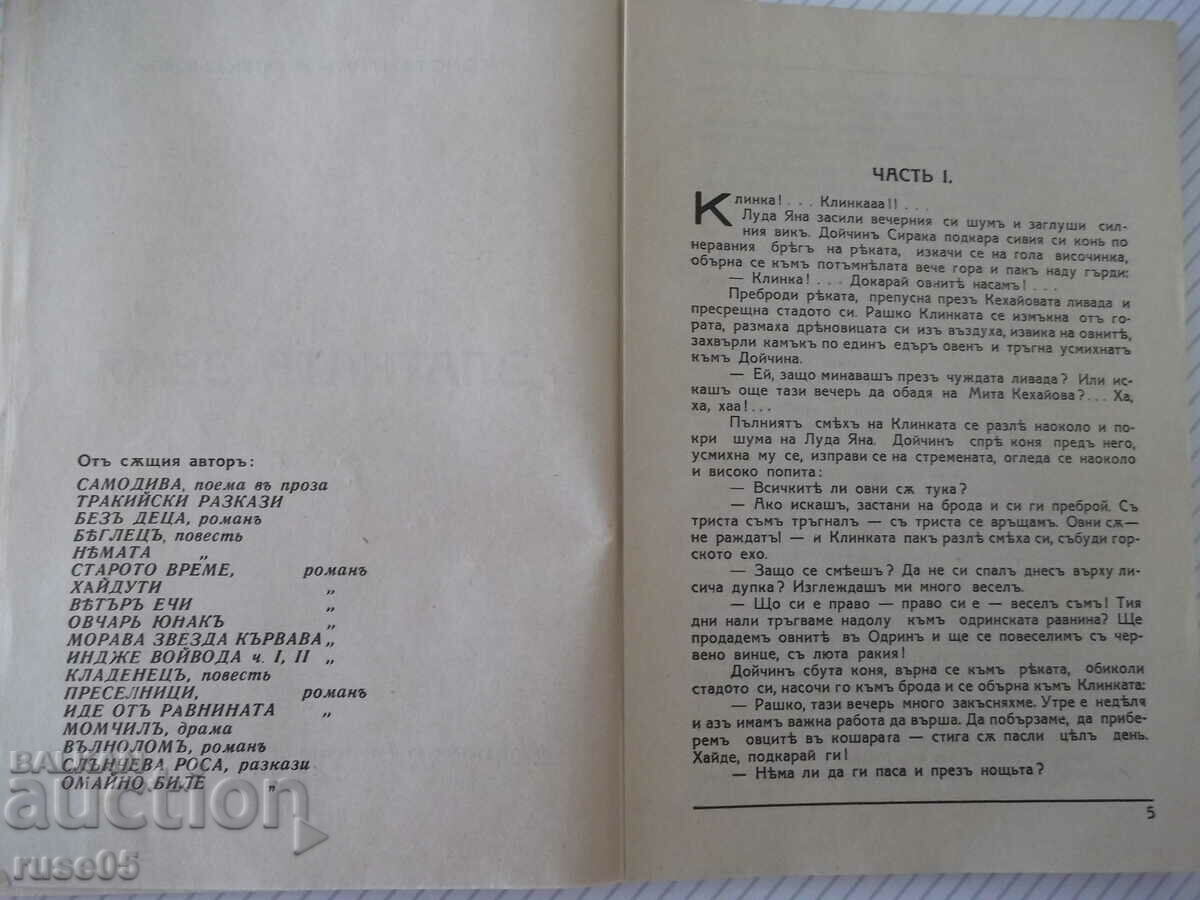 Отъ сѫщия авторъ:
САМОДИВА, поема въ проза
ТРАКИЙСКИ РАЗКАЗИ
БЕЗЪ ДЕЦА, романъ
БѢГЛЕЦЪ, повесть
НѢМАТА „
СТАРОТО ВРЕМЕ, романъ
ХАЙДУТИ „
ВѢТЪРЪ ЕЧИ „
ОВЧАРЬ ЮНАКЪ „
МОРАВА ЗВЕЗДА КЪРВАВА „
ИНДЖЕ ВОЙВОДА ч. I, II „
КЛАДЕНЕЦЪ, повесть
ПРЕСЕЛНИЦИ, романъ
ИДЕ ОТЪ РАВНИНАТА „
МОМЧИЛЪ, драма
ВЪЛНОЛОМЪ, романъ
СЛЪНЧЕВА РОСА, разкази
ОМАЙНО БИЛЕ „
auction
ruse05
ЧАСТЬ I.
Клинка! . . . Клинкааа!! . . .
Луда Яна засили вечерния си шумъ и заглуши сил-
ния викъ. Дойчинъ Сирака подкара сивия си конь по
неравния брѣгъ на рѣката, изкачи се на гола височинка,
обърна се къмъ потъмнѣлата вече гора и пакъ наду гърди:
— Клинка! . . . Докарай овнитѣ насамъ! . . .
Преброди рѣката, препусна презъ Кехайовата ливада и
пресрещна стадото си. Рашко Клинката се измъкна отъ го-
рата, размаха дрѣновицата си изъ въздуха, извика на овнитѣ,
захвърли камъкъ по единъ едъръ овенъ и тръгна усмихнатъ
къмъ Дойчина.
— Ей, защо минавашъ презъ чуждата ливада? Или ис-
кашъ още тази вечерь да обадя на Мита Кехайова?... Ха,
ха, хаа!...
Пълниятъ смѣхъ на Клинката се разлѣ наоколо и по-
кри шума на Луда Яна. Дойчинъ спрѣ коня предъ него,
усмихна му се, изправи се на стремената, огледа се наоколо
и високо попита:
— Всичкитѣ ли овни сѫ тука?
— Ако искашъ, застани на брода и си ги преброй. Съ
триста съмъ тръгналъ — съ триста се връщамъ. Овни сѫ—
не раждатъ! — и Клинката пакъ разлѣ смѣха си, събуди гор-
ското ехо.
— Защо се смѣешъ? Да не си спалъ днесъ върху ли-
сича дупка? Изглеждашъ ми много веселъ.
— Що си е право — право си е — веселъ съмъ! Тия
дни нали тръгваме надолу къмъ одринската равнина? Ще
продадемъ овнитѣ въ Одринъ и ще се повеселимъ съ чер-
вено винце, съ люта ракия!
Дойчинъ сбута коня, върна се къмъ рѣката, обиколи
стадото си, насочи го къмъ брода и се обърна къмъ Клинката:
— Рашко, тази вечерь много закъсняхме. Утре е недѣля
и азъ имамъ важна работа да върша. Да побързаме, да прибе-
ремъ овцитѣ въ кошарата — стига сѫ пасли цѣлъ день.
Хайде, подкарай ги!
— Нѣма ли да ги паса и презъ нощьта?
5